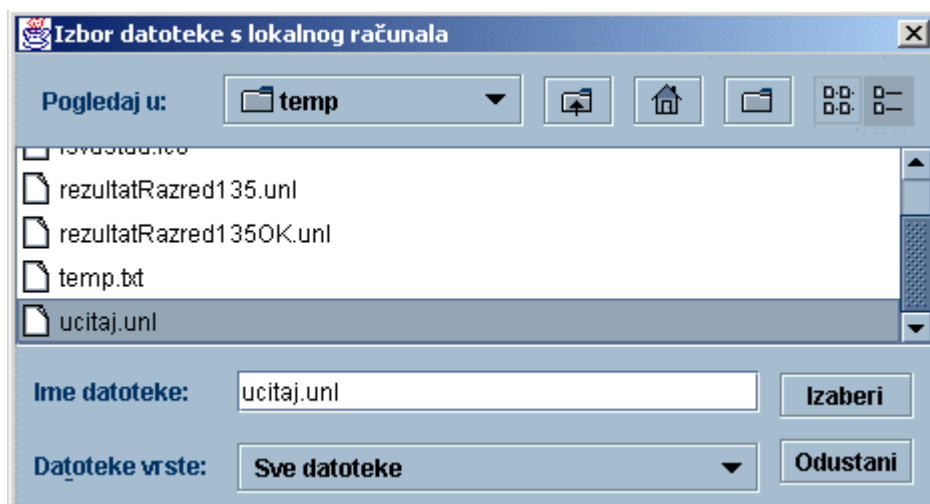 Izbor datoteke s lokalnog računala
Pogledaj u: temp
rezultatRazred135.unl
rezultatRazred135OK.unl
temp.txt
ucitaj.unl
Ime datoteke: ucitaj.unl Izaberi
Datoteke vrste: Sve datoteke Odustani